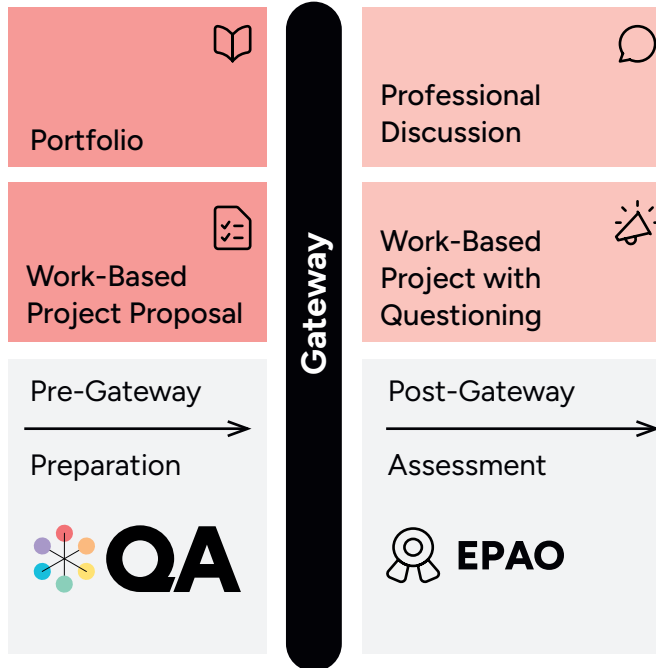 Portfolio
Work-Based
Project Proposal
Pre-Gateway
Preparation
QA
Gateway
Professional
Discussion
Work-Based
Project with
Questioning
Post-Gateway
Assessment
EPAO